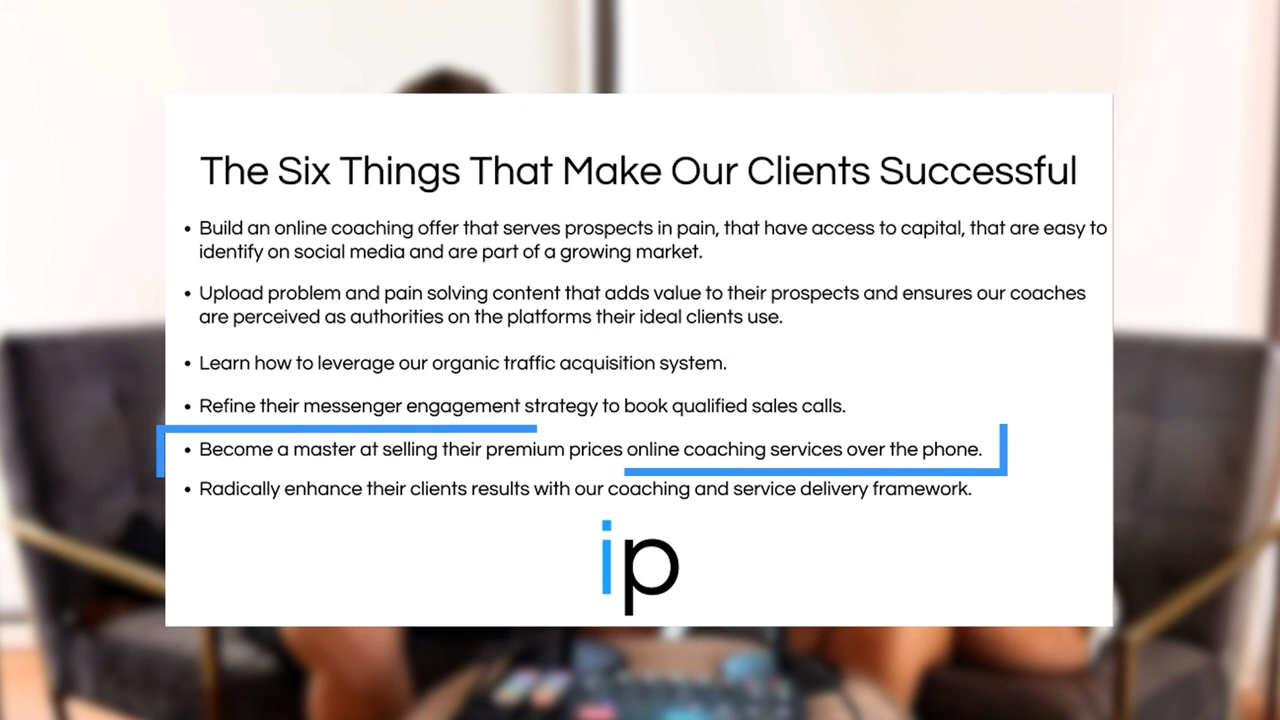 The Six Things That Make Our Clients Successful
• Build an online coaching offer that serves prospects in pain, that have access to capital, that are easy to
identify on social media and are part of a growing market.
• Upload problem and pain solving content that adds value to their prospects and ensures our coaches
are perceived as authorities on the platforms their ideal clients use.
• Learn how to leverage our organic traffic acquisition system.
• Refine their messenger engagement strategy to book qualified sales calls.
• Become a master at selling their premium prices online coaching services over the phone.
• Radically enhance their clients results with our coaching and service delivery framework.
ip